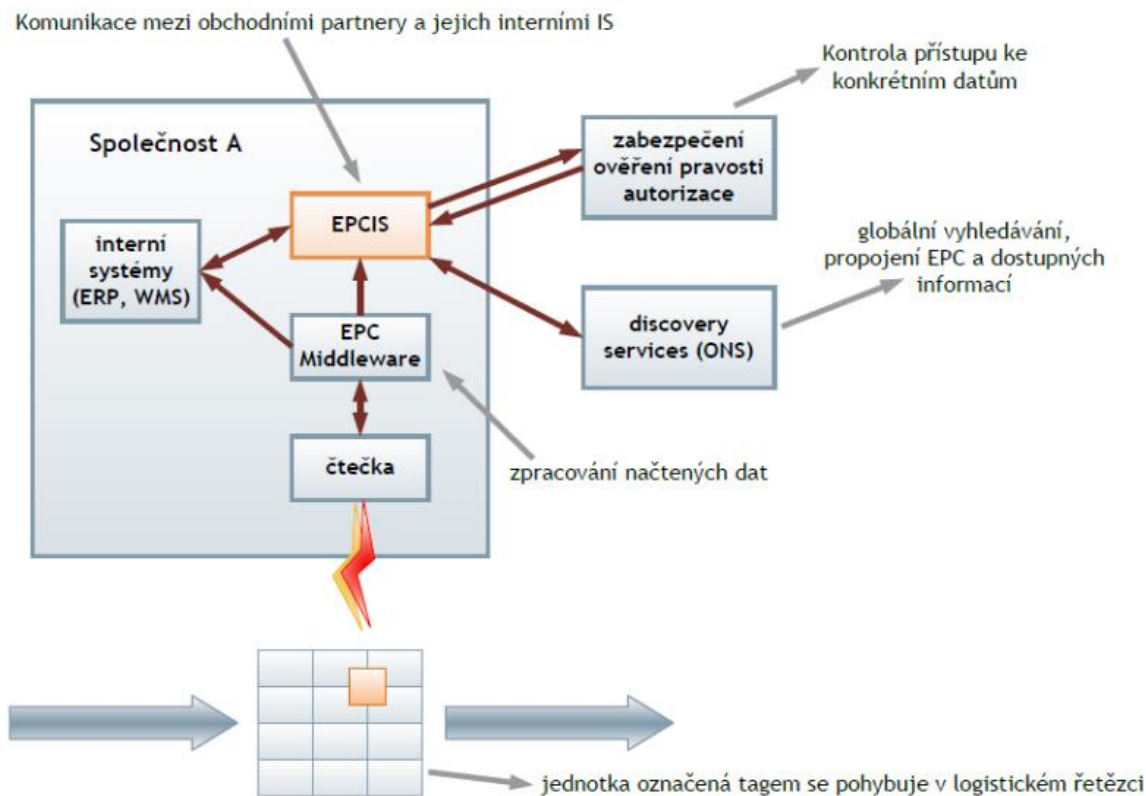 Komunikace mezi obchodními partnery a jejich interními IS
Kontrola přístupu ke
konkrétním datům
Společnost A
zabezpečení
ověření pravosti
autorizace
EPCIS
interní
systémy
(ERP, WMS)
globální vyhledávání,
propojení EPC a dostupných
informací
EPC
Middleware
discovery
services (ONS)
čtečka
zpracování načtených dat
jednotka označená tagem se pohybuje v logistickém řetězci